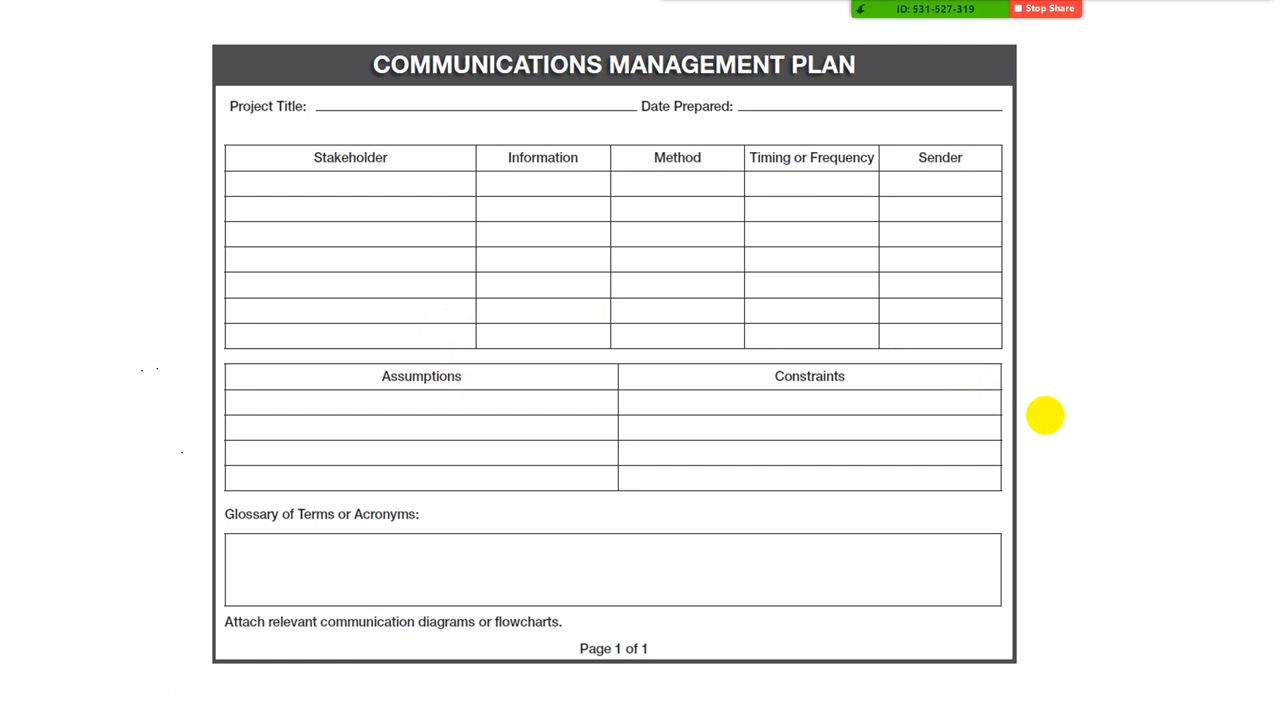 ID: 531-527-319 Stop Share
COMMUNICATIONS MANAGEMENT PLAN
Project Title: Date Prepared:
Stakeholder Information Method Timing or Frequency Sender
Assumptions Constraints
Glossary of Terms or Acronyms:
Attach relevant communication diagrams or flowcharts.
Page 1 of 1